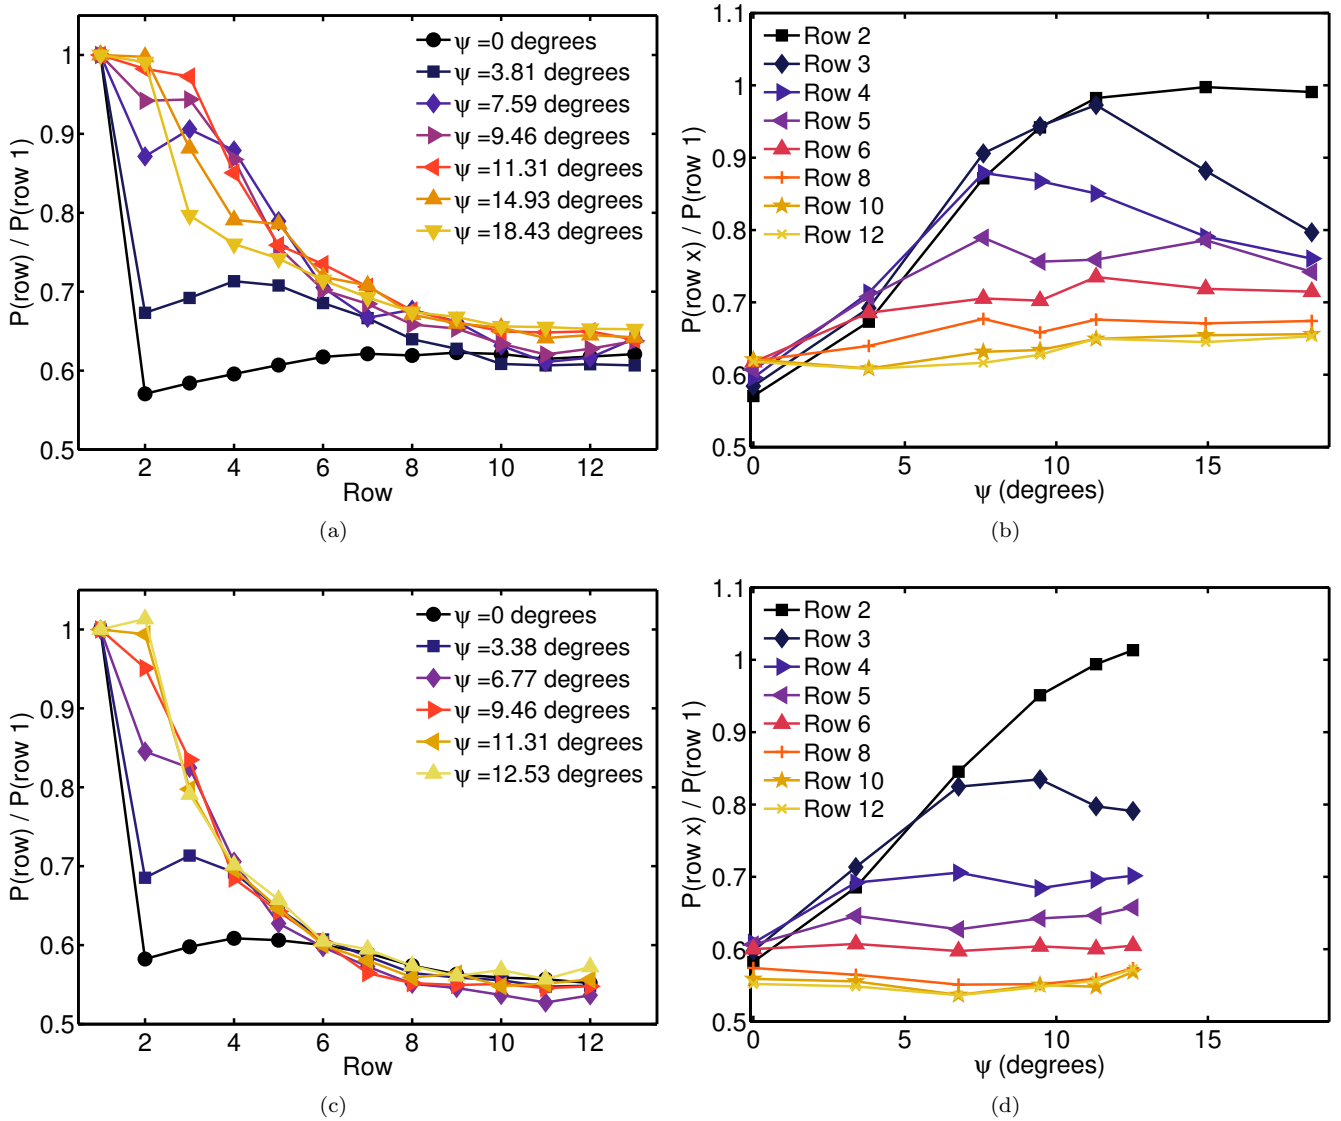 P(row) / P(row 1)
1
0.9
0.8
0.7
0.6
0.5
2 4 6 8 10 12
Row
ψ =0 degrees
ψ =3.81 degrees
ψ =7.59 degrees
ψ =9.46 degrees
ψ =11.31 degrees
ψ =14.93 degrees
ψ =18.43 degrees
(a)
P(row x) / P(row 1)
1.1
1
0.9
0.8
0.7
0.6
0.5
0 5 10 15
ψ (degrees)
Row 2
Row 3
Row 4
Row 5
Row 6
Row 8
Row 10
Row 12
(b)
P(row) / P(row 1)
1
0.9
0.8
0.7
0.6
0.5
2 4 6 8 10 12
Row
ψ =0 degrees
ψ =3.38 degrees
ψ =6.77 degrees
ψ =9.46 degrees
ψ =11.31 degrees
ψ =12.53 degrees
(c)
P(row x) / P(row 1)
1.1
1
0.9
0.8
0.7
0.6
0.5
0 5 10 15
ψ (degrees)
Row 2
Row 3
Row 4
Row 5
Row 6
Row 8
Row 10
Row 12
(d)